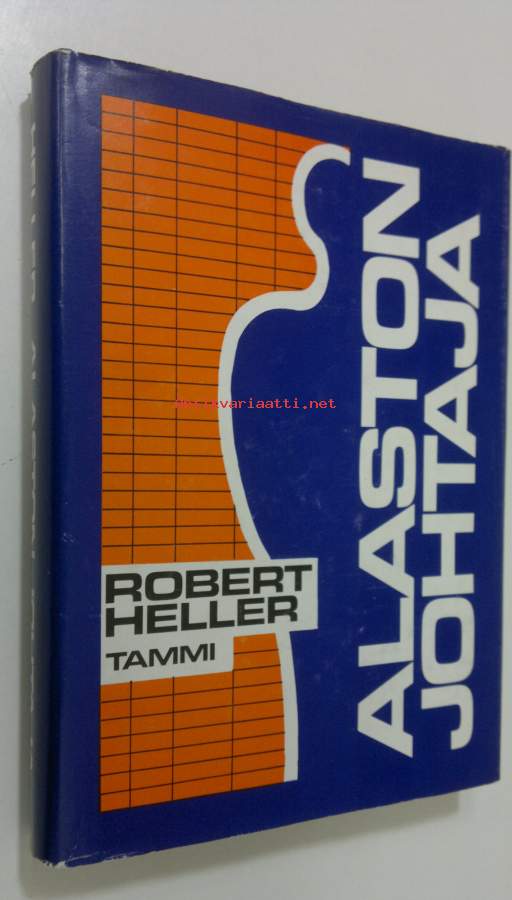 ALASTON
JOHTAJA
ROBERT
HELLER
TAMMI
Antikvariaatti.net